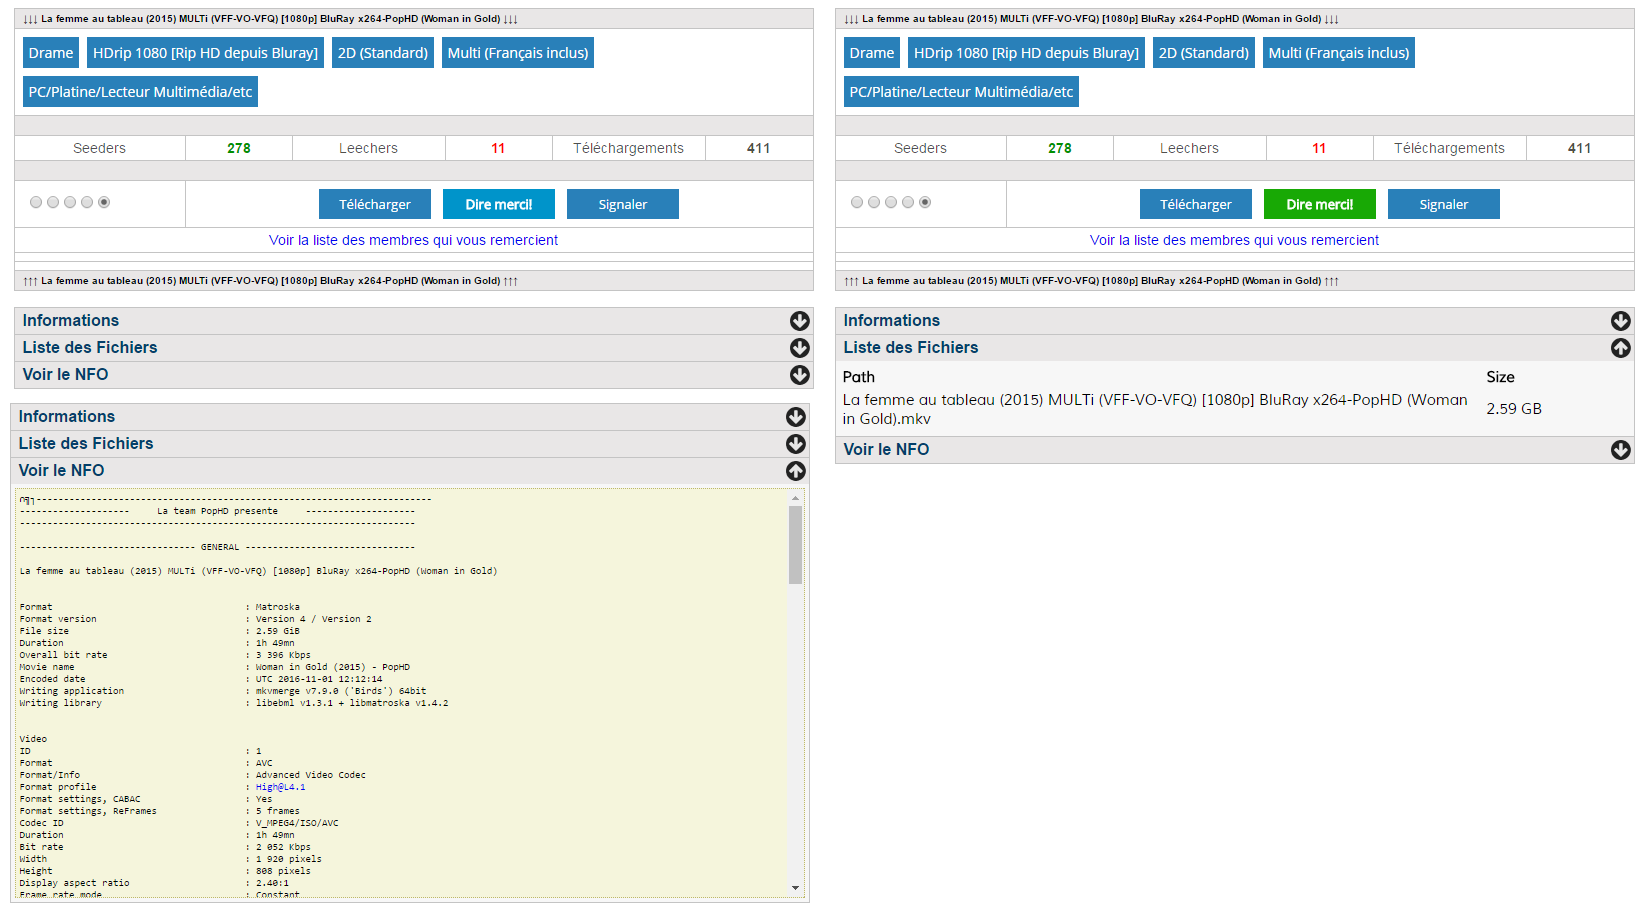 ↓↓↓ La femme au tableau (2015) MULTi (VFF-VO-VFQ) [1080p] BluRay x264-PopHD (Woman in Gold) ↓↓↓
Drame HDrip 1080 [Rip HD depuis Bluray] 2D (Standard) Multi (Français inclus)
PC/Platine/Lecteur Multimédia/etc
Seeders 278 Leechers 11 Téléchargements 411
Télécharger Dire merci! Signaler
Voir la liste des membres qui vous remercient
↑↑↑ La femme au tableau (2015) MULTi (VFF-VO-VFQ) [1080p] BluRay x264-PopHD (Woman in Gold) ↑↑↑
Informations
Liste des Fichiers
Voir le NFO
Informations
Liste des Fichiers
Voir le NFO
-------------------------------------------------------------------------
-------------------- La team PopHD presente --------------------
------------------------------------------------------------------------
-------------------------------- GENERAL -------------------------------
La femme au tableau (2015) MULTi (VFF-VO-VFQ) [1080p] BluRay x264-PopHD (Woman in Gold)
Format : Matroska
Format version : Version 4 / Version 2
File size : 2.59 GiB
Duration : 1h 49mn
Overall bit rate : 3 396 Kbps
Movie name : Woman in Gold (2015) - PopHD
Encoded date : UTC 2016-11-01 12:12:14
Writing application : mkvmerge v7.9.0 ('Birds') 64bit
Writing library : libebml v1.3.1 + libmatroska v1.4.2
Video
ID : 1
Format : AVC
Format/Info : Advanced Video Codec
Format profile : High@L4.1
Format settings, CABAC : Yes
Format settings, ReFrames : 5 frames
Codec ID : V_MPEG4/ISO/AVC
Duration : 1h 49mn
Bit rate : 2 052 Kbps
Width : 1 920 pixels
Height : 808 pixels
Display aspect ratio : 2.40:1
Frame rate mode : Constant
↓↓↓ La femme au tableau (2015) MULTi (VFF-VO-VFQ) [1080p] BluRay x264-PopHD (Woman in Gold) ↓↓↓
Drame HDrip 1080 [Rip HD depuis Bluray] 2D (Standard) Multi (Français inclus)
PC/Platine/Lecteur Multimédia/etc
Seeders 278 Leechers 11 Téléchargements 411
Télécharger Dire merci! Signaler
Voir la liste des membres qui vous remercient
↑↑↑ La femme au tableau (2015) MULTi (VFF-VO-VFQ) [1080p] BluRay x264-PopHD (Woman in Gold) ↑↑↑
Informations
Liste des Fichiers
Path Size
La femme au tableau (2015) MULTi (VFF-VO-VFQ) [1080p] BluRay x264-PopHD (Woman
in Gold).mkv 2.59 GB
Voir le NFO